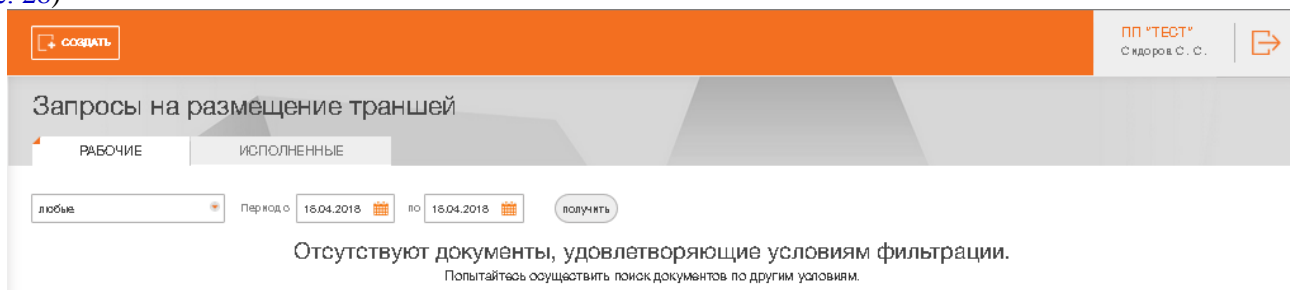 с. 28)
СОЗДАТЬ
ПП "ТЕСТ"
Сидоров С. С.
Запросы на размещение траншей
РАБОЧИЕ ИСПОЛНЕННЫЕ
любые Период с 16.04.2018 по 16.04.2018 получить
Отсутствуют документы, удовлетворяющие условиям фильтрации.
Попытайтесь осуществить поиск документов по другим условиям.